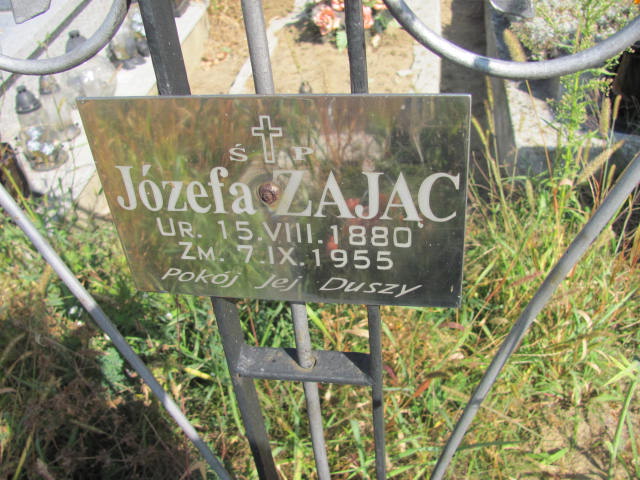 Ś P
Józefa ZAJĄC
UR. 15.VIII.1880
ZM. 7.IX.1955
Pokój Jej Duszy